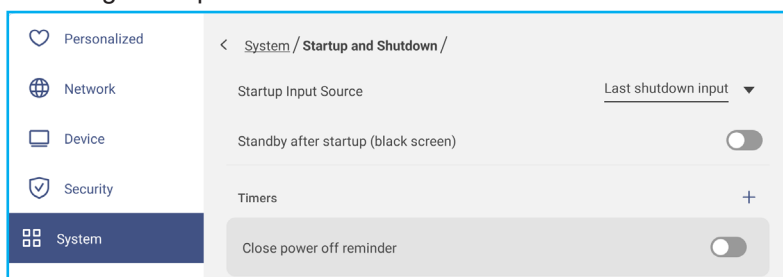 Personalized
System / Startup and Shutdown /
Network
Startup Input Source
Last shutdown input
Device
Standby after startup (black screen)
Security
Timers
+
System
Close power off reminder